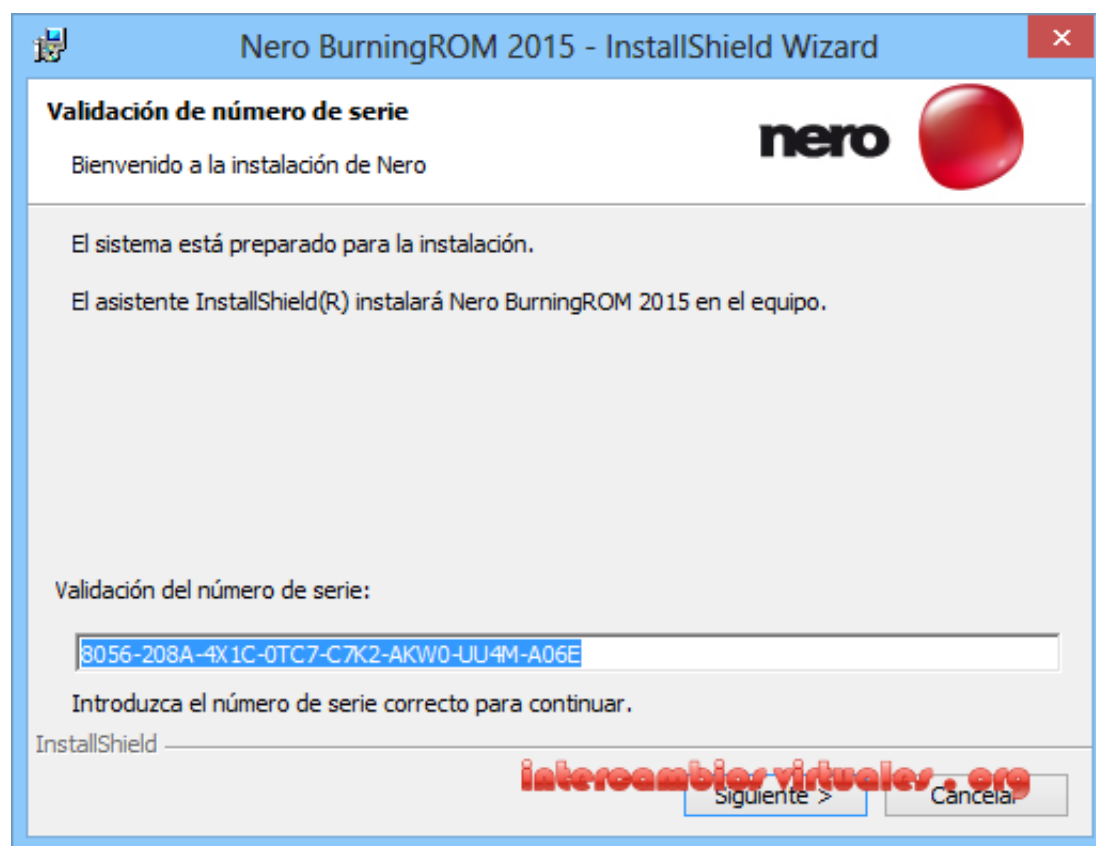 Nero BurningROM 2015 - InstallShield Wizard
Validación de número de serie
Bienvenido a la instalación de Nero
nero
El sistema está preparado para la instalación.
El asistente InstallShield(R) instalará Nero BurningROM 2015 en el equipo.
Validación del número de serie:
8056-208A-4X1C-0TC7-C7K2-AKW0-UU4M-A06E
Introduzca el número de serie correcto para continuar.
InstallShield
intercambios virtuales . org
Siguiente >
Cancelar